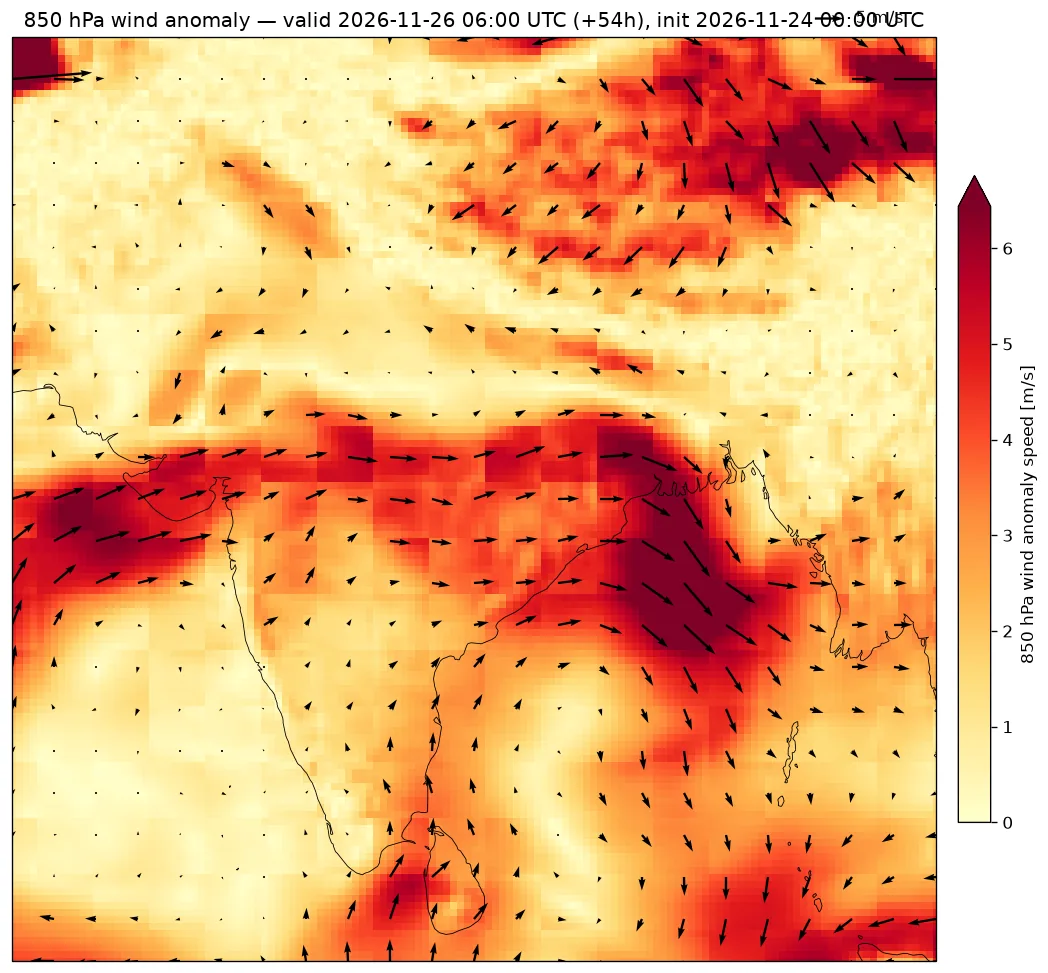 850 hPa wind anomaly — valid 2026-11-26 06:00 UTC (+54h), init 2026-11-24 00:00 UTC
5 m/s
6
5
4
3
2
1
0
850 hPa wind anomaly speed [m/s]